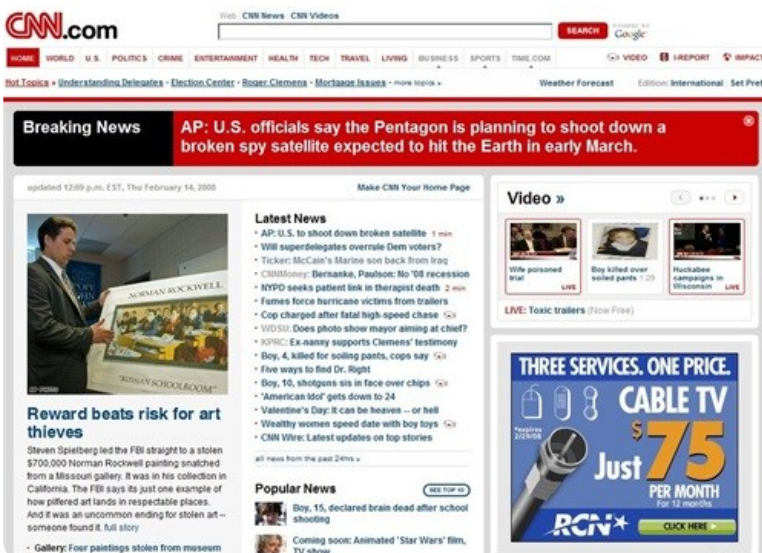 CNN.com
Web CNN News CNN Videos
SEARCH
POWERED BY Google
HOME WORLD U.S. POLITICS CRIME ENTERTAINMENT HEALTH TECH TRAVEL LIVING BUSINESS SPORTS TIME.COM VIDEO I-REPORT IMPACT
Hot Topics » Understanding Delegates · Election Center · Roger Clemens · Mortgage Issues · more topics »
Weather Forecast Edition: International Set Pref
Breaking News
AP: U.S. officials say the Pentagon is planning to shoot down a
broken spy satellite expected to hit the Earth in early March.
updated 12:09 p.m. EST, Thu February 14, 2008
Make CNN Your Home Page
NORMAN ROCKWELL
"RUSSIAN SCHOOLROOM"
AP PHOTO
Reward beats risk for art
thieves
Steven Spielberg led the FBI straight to a stolen
$700,000 Norman Rockwell painting snatched
from a Missouri gallery. It was in his collection in
California. The FBI says its just one example of
how pilfered art lands in respectable places.
And it was an uncommon ending for stolen art --
someone found it. full story
· Gallery: Four paintings stolen from museum
Latest News
· AP: U.S. to shoot down broken satellite 1 min
· Will superdelegates overrule Dem voters?
· Ticker: McCain's Marine son back from Iraq
· CNNMoney: Bernanke, Paulson: No '08 recession
· NYPD seeks patient link in therapist death 2 min
· Fumes force hurricane victims from trailers
· Cop charged after fatal high-speed chase
· WDSU: Does photo show mayor aiming at chief?
· KPRC: Ex-nanny supports Clemens' testimony
· Boy, 4, killed for soiling pants, cops say
· Five ways to find Dr. Right
· Boy, 10, shotguns sis in face over chips
· 'American Idol' gets down to 24
· Valentine's Day: It can be heaven -- or hell
· Wealthy women speed date with boy toys
· CNN Wire: Latest updates on top stories
all news from the past 24hrs »
Popular News
SEE TOP 10
Boy, 15, declared brain dead after school
shooting
Coming soon: Animated 'Star Wars' film,
TV show
Video »
Wife poisoned
trial
LIVE
Boy killed over
soiled pants 1:29
Huckabee
campaigns in
Wisconsin LIVE
LIVE: Toxic trailers (Now Free)
THREE SERVICES. ONE PRICE.
CABLE TV
*expires
2/29/08
Just $75
PER MONTH
For 12 months
RCN
CLICK HERE